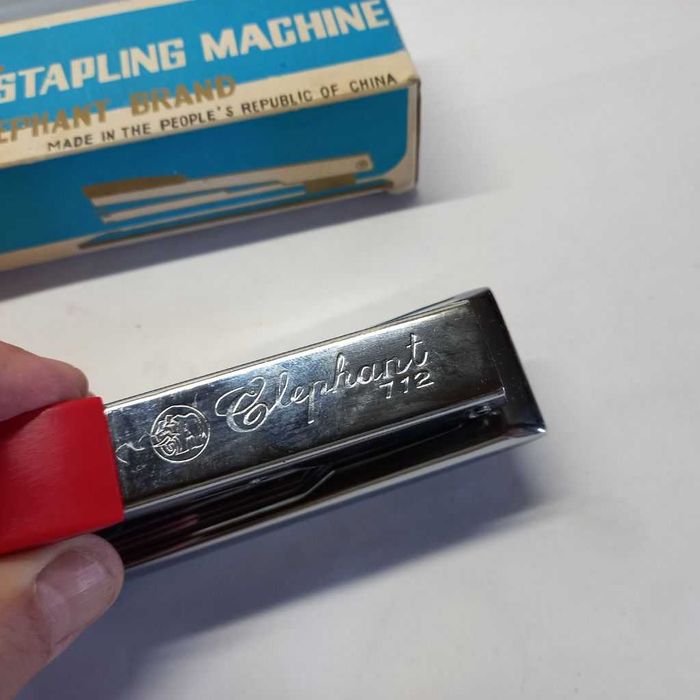 STAPLING MACHINE
ELEPHANT BRAND
MADE IN THE PEOPLE'S REPUBLIC OF CHINA
Elephant
712